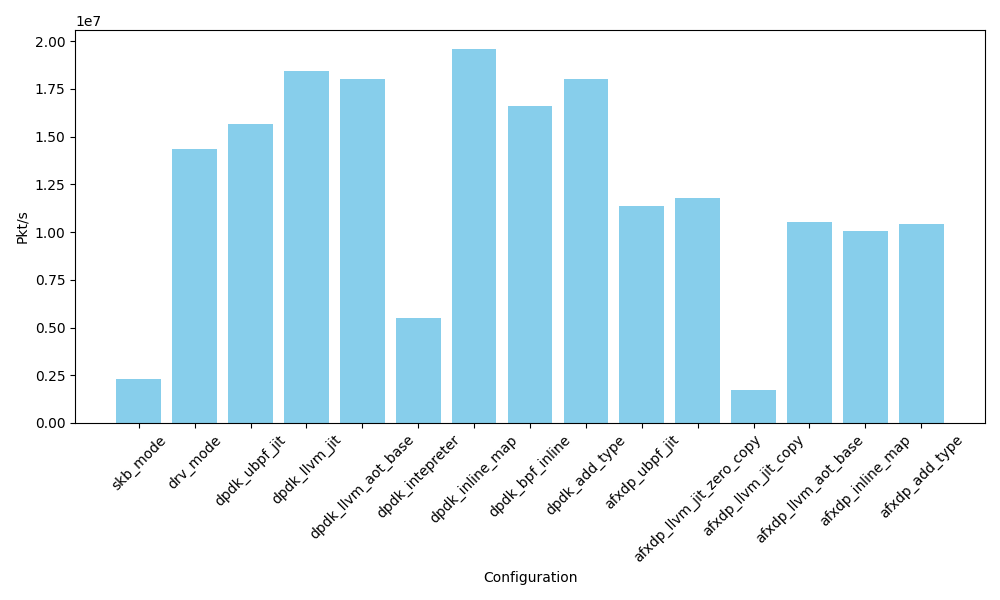 1e7
2.00
1.75
1.50
1.25
1.00
0.75
0.50
0.25
0.00
Pkt/s
skb_mode
drv_mode
dpdk_ubpf_jit
dpdk_llvm_jit
dpdk_llvm_aot_base
dpdk_intepreter
dpdk_inline_map
dpdk_bpf_inline
dpdk_add_type
afxdp_ubpf_jit
afxdp_llvm_jit_zero_copy
afxdp_llvm_jit_copy
afxdp_llvm_aot_base
afxdp_inline_map
afxdp_add_type
Configuration